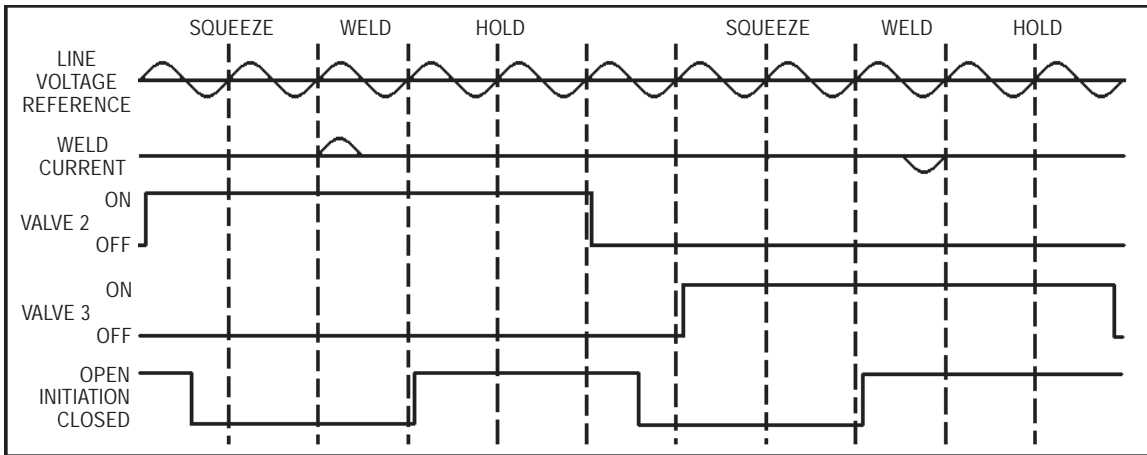 SQUEEZE WELD HOLD SQUEEZE WELD HOLD
LINE
VOLTAGE
REFERENCE
WELD
CURRENT
ON
VALVE 2
OFF
ON
VALVE 3
OFF
OPEN
INITIATION
CLOSED